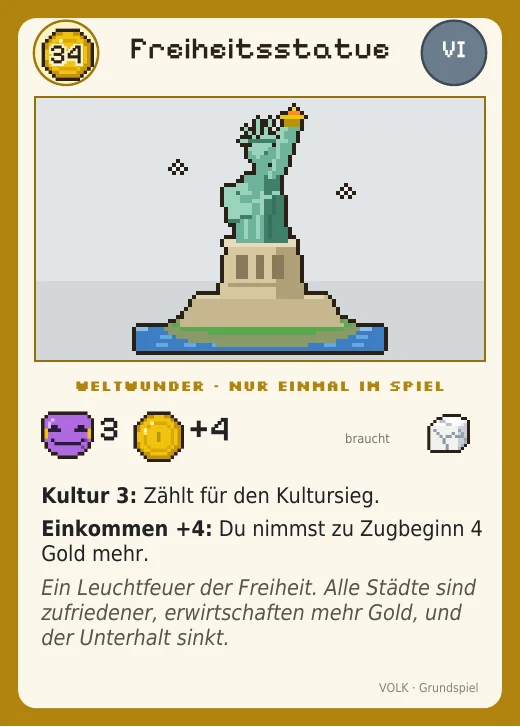 34 Freiheitsstatue VI
WELTWUNDER · NUR EINMAL IM SPIEL
3 +4 braucht
Kultur 3: Zählt für den Kultursieg.
Einkommen +4: Du nimmst zu Zugbeginn 4
Gold mehr.
Ein Leuchtfeuer der Freiheit. Alle Städte sind
zufriedener, erwirtschaften mehr Gold, und
der Unterhalt sinkt.
VOLK · Grundspiel